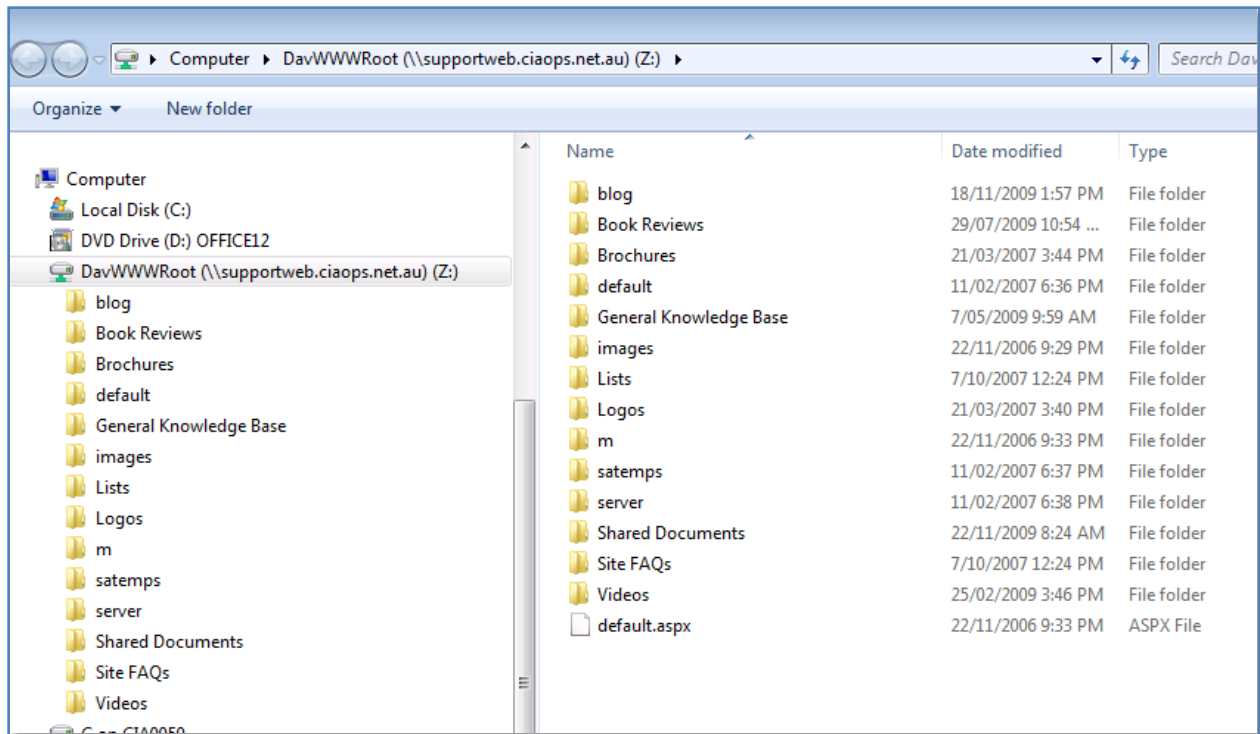 Computer DavWWWRoot (\\supportweb.ciaops.net.au) (Z:) Search Dav
Organize New folder
Computer
Local Disk (C:)
DVD Drive (D:) OFFICE12
DavWWWRoot (\\supportweb.ciaops.net.au) (Z:)
blog
Book Reviews
Brochures
default
General Knowledge Base
images
Lists
Logos
m
satemps
server
Shared Documents
Site FAQs
Videos
Name Date modified Type
blog 18/11/2009 1:57 PM File folder
Book Reviews 29/07/2009 10:54 ... File folder
Brochures 21/03/2007 3:44 PM File folder
default 11/02/2007 6:36 PM File folder
General Knowledge Base 7/05/2009 9:59 AM File folder
images 22/11/2006 9:29 PM File folder
Lists 7/10/2007 12:24 PM File folder
Logos 21/03/2007 3:40 PM File folder
m 22/11/2006 9:33 PM File folder
satemps 11/02/2007 6:37 PM File folder
server 11/02/2007 6:38 PM File folder
Shared Documents 22/11/2009 8:24 AM File folder
Site FAQs 7/10/2007 12:24 PM File folder
Videos 25/02/2009 3:46 PM File folder
default.aspx 22/11/2006 9:33 PM ASPX File